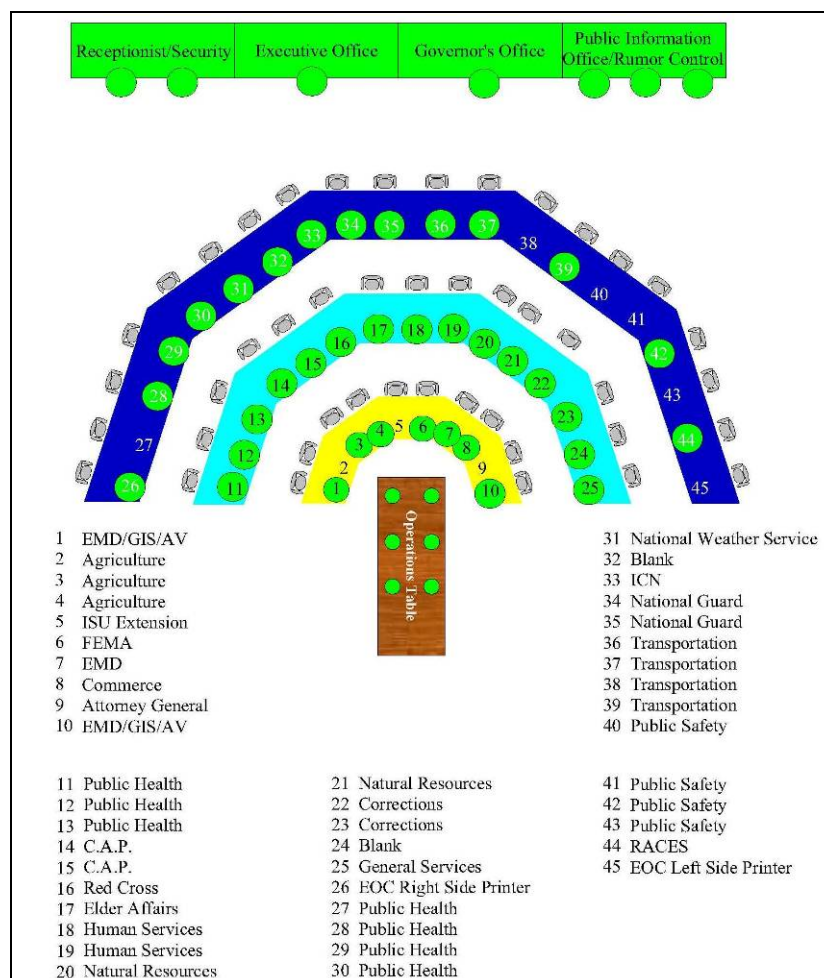 Receptionist/Security
Executive Office
Governor's Office
Public Information
Office/Rumor Control
34 35 36 37
33 38
32 39
31 40
30 41
29 42
28 43
27 44
26 45
17 18 19
16 20
15 21
14 22
13 23
12 24
11 25
5 6
4 7
3 8
2 9
1 10
Operations Table
1 EMD/GIS/AV
2 Agriculture
3 Agriculture
4 Agriculture
5 ISU Extension
6 FEMA
7 EMD
8 Commerce
9 Attorney General
10 EMD/GIS/AV
31 National Weather Service
32 Blank
33 ICN
34 National Guard
35 National Guard
36 Transportation
37 Transportation
38 Transportation
39 Transportation
40 Public Safety
11 Public Health
12 Public Health
13 Public Health
14 C.A.P.
15 C.A.P.
16 Red Cross
17 Elder Affairs
18 Human Services
19 Human Services
20 Natural Resources
21 Natural Resources
22 Corrections
23 Corrections
24 Blank
25 General Services
26 EOC Right Side Printer
27 Public Health
28 Public Health
29 Public Health
30 Public Health
41 Public Safety
42 Public Safety
43 Public Safety
44 RACES
45 EOC Left Side Printer